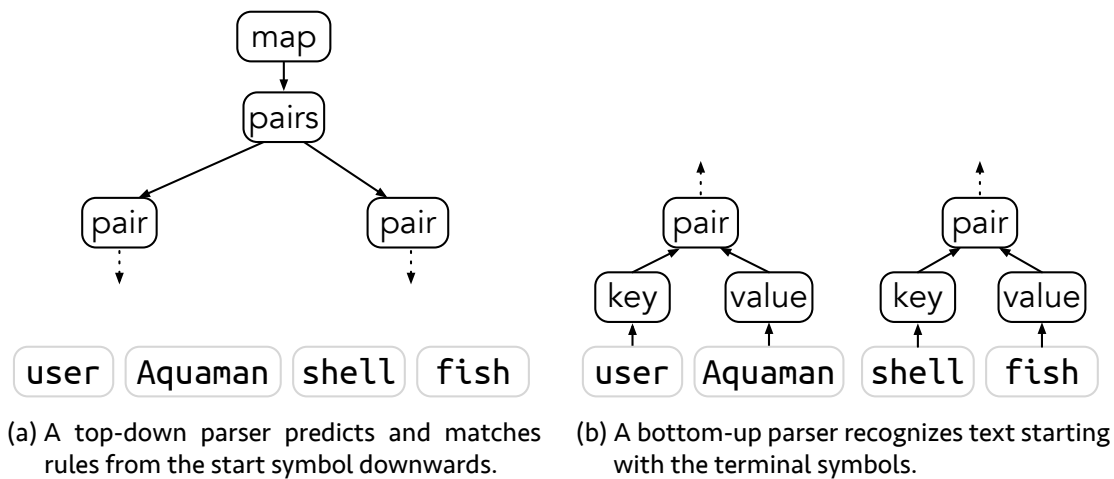 map
pairs
pair pair
user Aquaman shell fish
(a) A top-down parser predicts and matches
rules from the start symbol downwards.
pair pair
key value key value
user Aquaman shell fish
(b) A bottom-up parser recognizes text starting
with the terminal symbols.